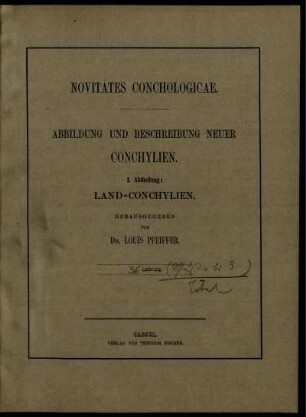 NOVITATES CONCHOLOGICAE.
ABBILDUNG UND BESCHREIBUNG NEUER
CONCHYLIEN.
I. Abtheilung:
LAND-CONCHYLIEN.
HERAUSGEGEBEN
VON
DR. LOUIS PFEIFFER.
Lieferung
CASSEL,
VERLAG VON THEODOR FISCHER.